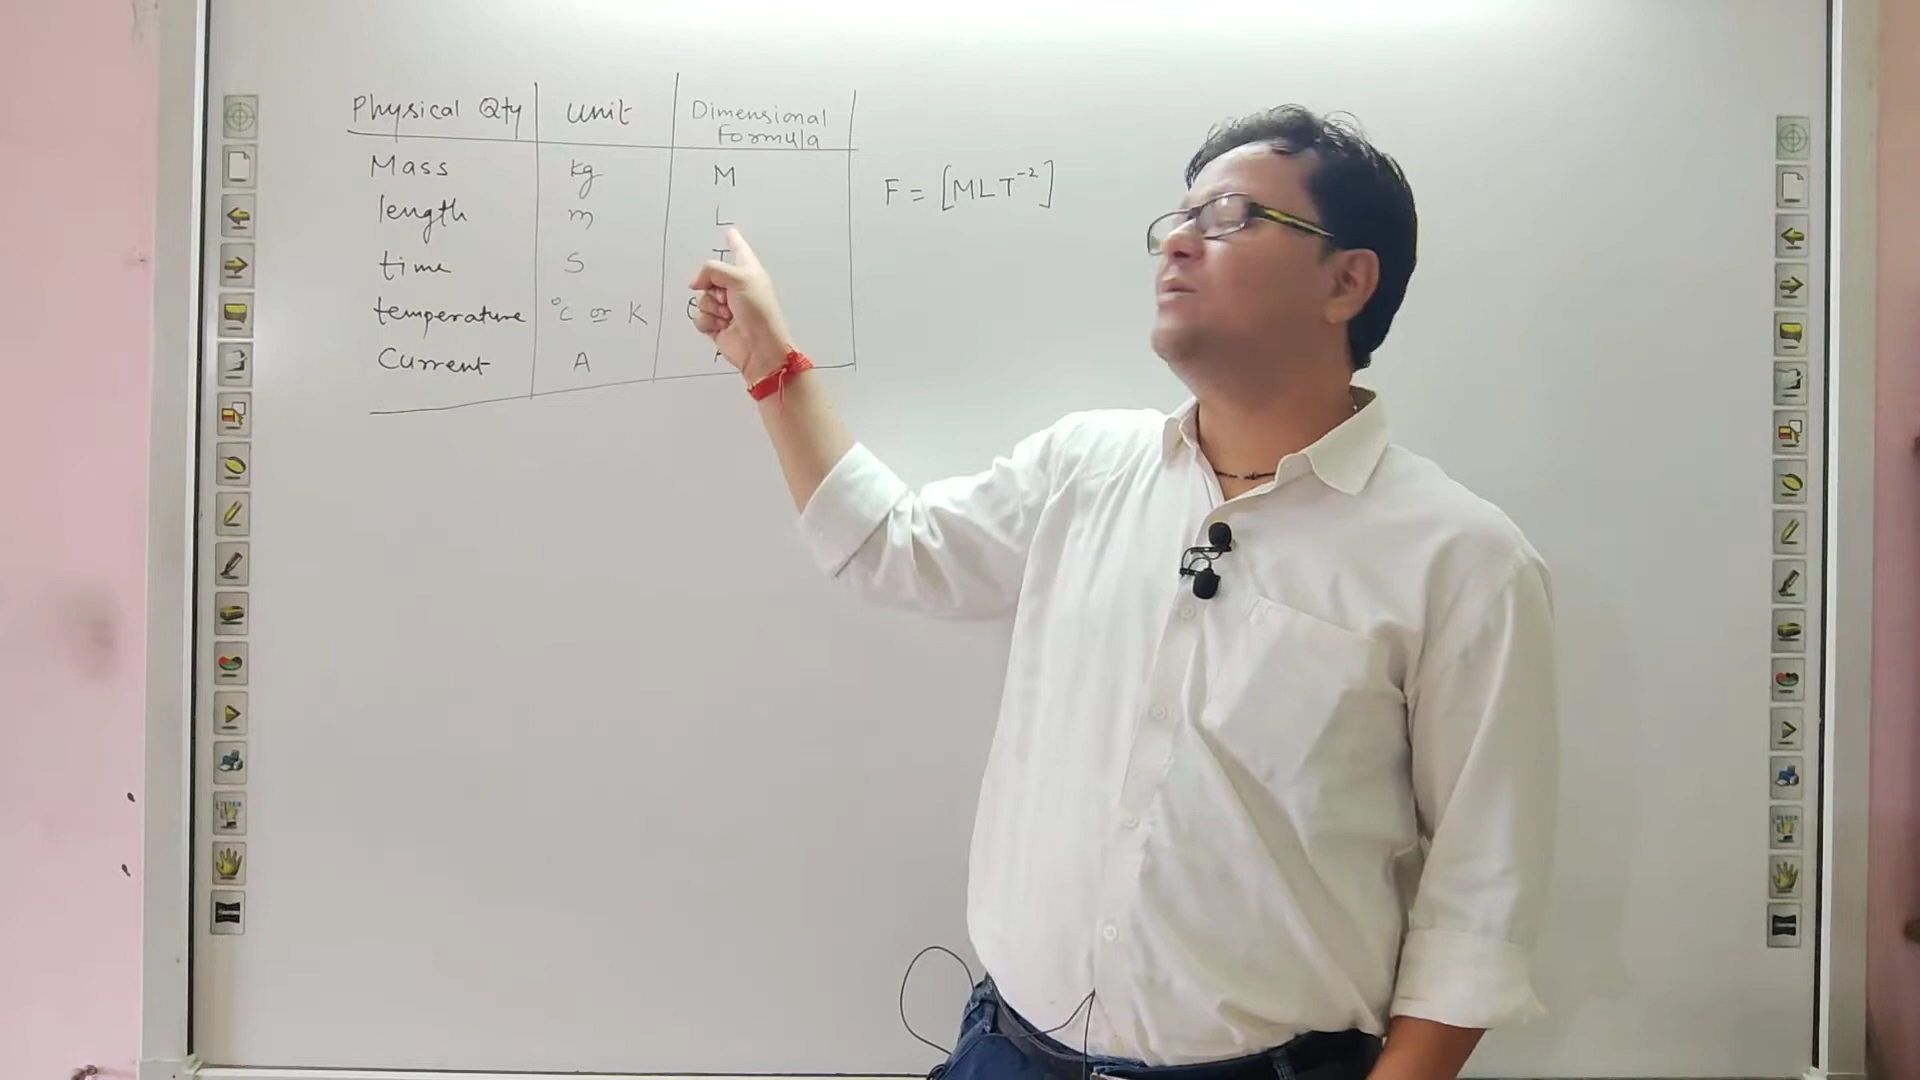 Physical Qty Unit Dimensional Formula
Mass kg M
length m L
time S T
temperature °c or K
Current A
F = [MLT⁻²]